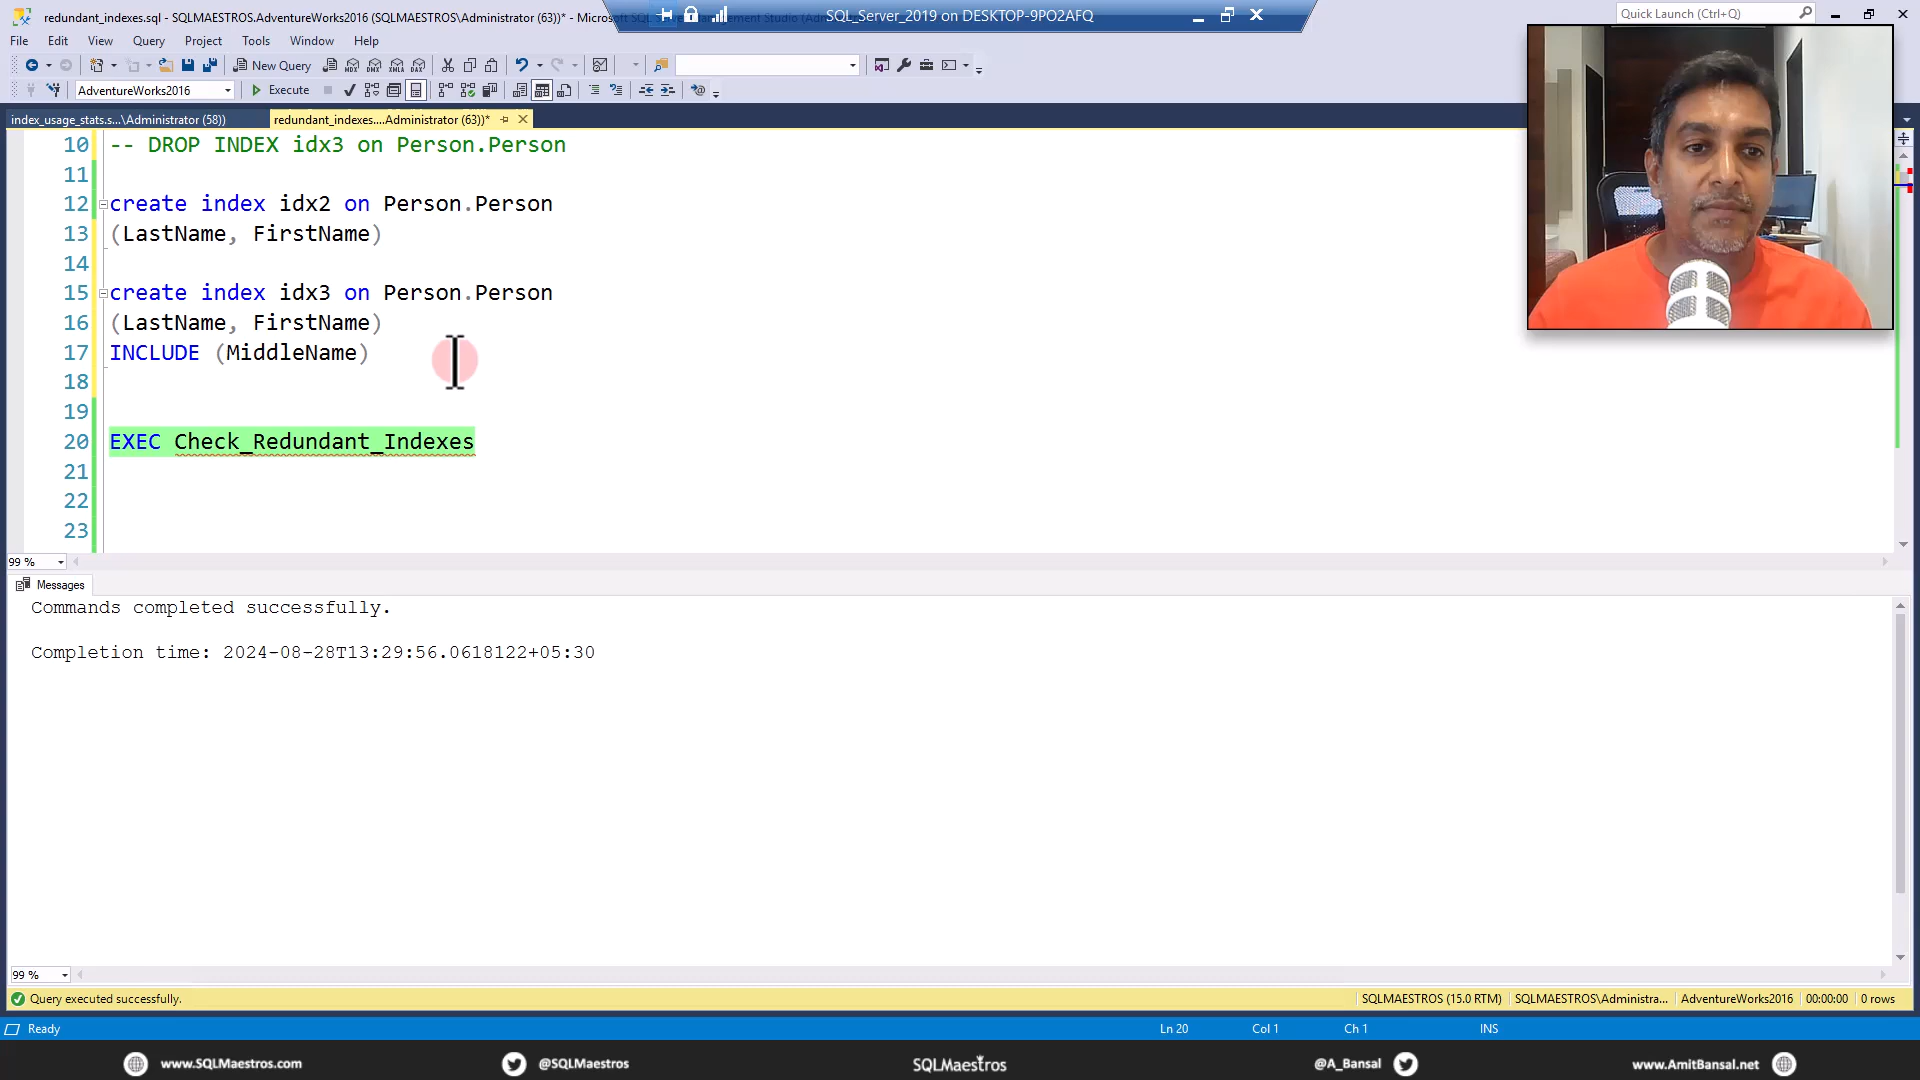 redundant_indexes.sql - SQLMAESTROS.AdventureWorks2016 (SQLMAESTROS\Administrator (63))* - Microsoft SQL
SQL_Server_2019 on DESKTOP-9PO2AFQ
Quick Launch (Ctrl+Q)
File Edit View Query Project Tools Window Help
New Query
AdventureWorks2016
Execute
index_usage_stats.s...\Administrator (58))
redundant_indexes....Administrator (63))*
10 -- DROP INDEX idx3 on Person.Person
11
12 create index idx2 on Person.Person
13 (LastName, FirstName)
14
15 create index idx3 on Person.Person
16 (LastName, FirstName)
17 INCLUDE (MiddleName)
18
19
20 EXEC Check_Redundant_Indexes
21
22
23
99 %
Messages
Commands completed successfully.
Completion time: 2024-08-28T13:29:56.0618122+05:30
99 %
Query executed successfully.
SQLMAESTROS (15.0 RTM) SQLMAESTROS\Administra... AdventureWorks2016 00:00:00 0 rows
Ready
Ln 20 Col 1 Ch 1 INS
www.SQLMaestros.com @SQLMaestros SQLMaestros @A_Bansal www.AmitBansal.net